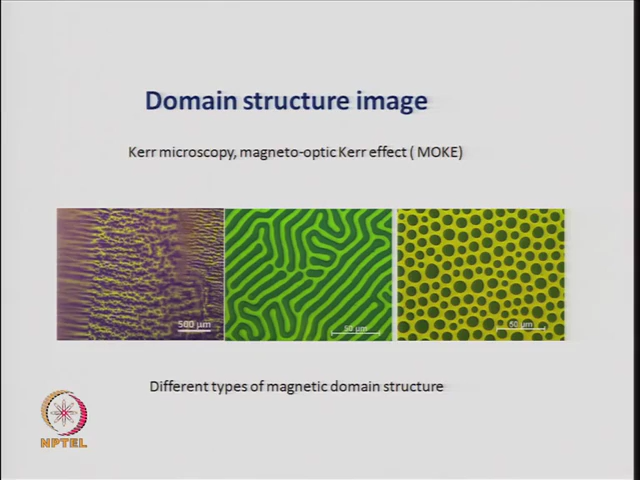 Domain structure image
Kerr microscopy, magneto-optic Kerr effect ( MOKE)
500 µm
50 µm
50 µm
Different types of magnetic domain structure
NPTEL